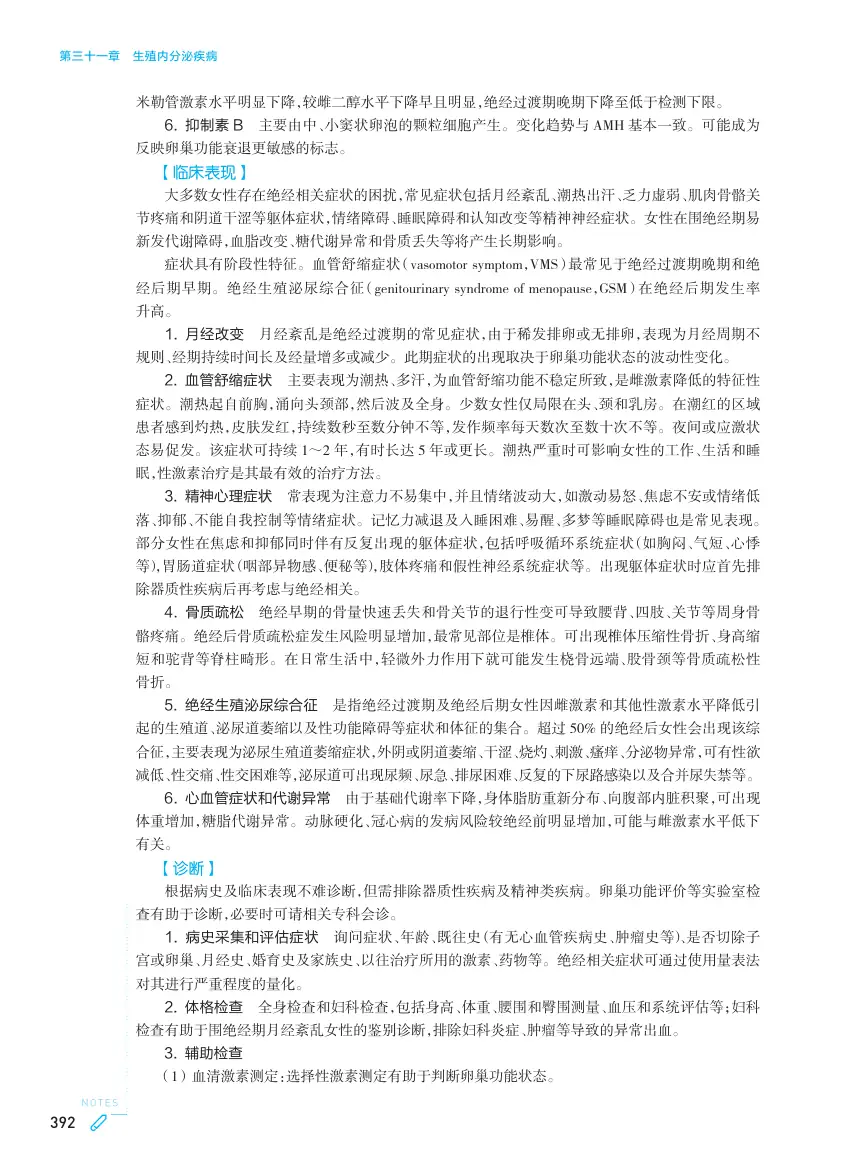 第三十一章　生殖内分泌疾病
米勒管激素水平明显下降,较雌二醇水平下降早且明显,绝经过渡期晚期下降至低于检测下限。
6. 抑制素 B　主要由中、小窦状卵泡的颗粒细胞产生。变化趋势与 AMH 基本一致。可能成为
反映卵巢功能衰退更敏感的标志。
【临床表现】
大多数女性存在绝经相关症状的困扰,常见症状包括月经紊乱、潮热出汗、乏力虚弱、肌肉骨骼关
节疼痛和阴道干涩等躯体症状,情绪障碍、睡眠障碍和认知改变等精神神经症状。女性在围绝经期易
新发代谢障碍,血脂改变、糖代谢异常和骨质丢失等将产生长期影响。
症状具有阶段性特征。血管舒缩症状(vasomotor symptom,VMS)最常见于绝经过渡期晚期和绝
经后期早期。绝经生殖泌尿综合征(genitourinary syndrome of menopause,GSM)在绝经后期发生率
升高。
1. 月经改变　月经紊乱是绝经过渡期的常见症状,由于稀发排卵或无排卵,表现为月经周期不
规则、经期持续时间长及经量增多或减少。此期症状的出现取决于卵巢功能状态的波动性变化。
2. 血管舒缩症状　主要表现为潮热、多汗,为血管舒缩功能不稳定所致,是雌激素降低的特征性
症状。潮热起自前胸,涌向头颈部,然后波及全身。少数女性仅局限在头、颈和乳房。在潮红的区域
患者感到灼热,皮肤发红,持续数秒至数分钟不等,发作频率每天数次至数十次不等。夜间或应激状
态易促发。该症状可持续 1～2 年,有时长达 5 年或更长。潮热严重时可影响女性的工作、生活和睡
眠,性激素治疗是其最有效的治疗方法。
3. 精神心理症状　常表现为注意力不易集中,并且情绪波动大,如激动易怒、焦虑不安或情绪低
落、抑郁、不能自我控制等情绪症状。记忆力减退及入睡困难、易醒、多梦等睡眠障碍也是常见表现。
部分女性在焦虑和抑郁同时伴有反复出现的躯体症状,包括呼吸循环系统症状(如胸闷、气短、心悸
等),胃肠道症状(咽部异物感、便秘等),肢体疼痛和假性神经系统症状等。出现躯体症状时应首先排
除器质性疾病后再考虑与绝经相关。
4. 骨质疏松　绝经早期的骨量快速丢失和骨关节的退行性变可导致腰背、四肢、关节等周身骨
骼疼痛。绝经后骨质疏松症发生风险明显增加,最常见部位是椎体。可出现椎体压缩性骨折、身高缩
短和驼背等脊柱畸形。在日常生活中,轻微外力作用下就可能发生桡骨远端、股骨颈等骨质疏松性
骨折。
5. 绝经生殖泌尿综合征　是指绝经过渡期及绝经后期女性因雌激素和其他性激素水平降低引
起的生殖道、泌尿道萎缩以及性功能障碍等症状和体征的集合。超过 50% 的绝经后女性会出现该综
合征,主要表现为泌尿生殖道萎缩症状,外阴或阴道萎缩、干涩、烧灼、刺激、瘙痒、分泌物异常,可有性欲
减低、性交痛、性交困难等,泌尿道可出现尿频、尿急、排尿困难、反复的下尿路感染以及合并尿失禁等。
6. 心血管症状和代谢异常　由于基础代谢率下降,身体脂肪重新分布、向腹部内脏积聚,可出现
体重增加,糖脂代谢异常。动脉硬化、冠心病的发病风险较绝经前明显增加,可能与雌激素水平低下
有关。
【诊断】
根据病史及临床表现不难诊断,但需排除器质性疾病及精神类疾病。卵巢功能评价等实验室检
查有助于诊断,必要时可请相关专科会诊。
1. 病史采集和评估症状　询问症状、年龄、既往史(有无心血管疾病史、肿瘤史等)、是否切除子
宫或卵巢、月经史、婚育史及家族史、以往治疗所用的激素、药物等。绝经相关症状可通过使用量表法
对其进行严重程度的量化。
2. 体格检查　全身检查和妇科检查,包括身高、体重、腰围和臀围测量、血压和系统评估等;妇科
检查有助于围绝经期月经紊乱女性的鉴别诊断,排除妇科炎症、肿瘤等导致的异常出血。
3. 辅助检查
(1)血清激素测定:选择性激素测定有助于判断卵巢功能状态。
NOTES
392